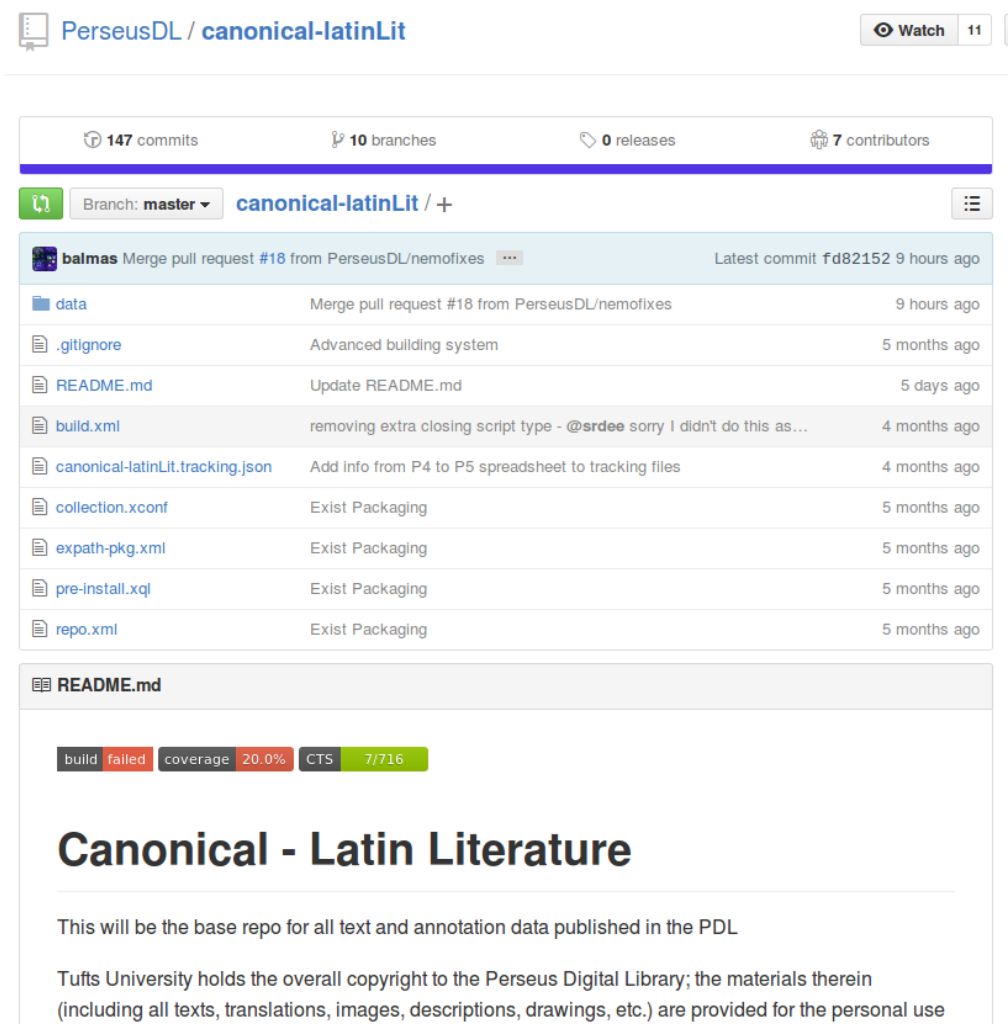 PerseusDL / canonical-latinLit
Watch 11
147 commits 10 branches 0 releases 7 contributors
Branch: master canonical-latinLit / +
balmas Merge pull request #18 from PerseusDL/nemofixes ... Latest commit fd82152 9 hours ago
data Merge pull request #18 from PerseusDL/nemofixes 9 hours ago
.gitignore Advanced building system 5 months ago
README.md Update README.md 5 days ago
build.xml removing extra closing script type - @srdee sorry I didn't do this as... 4 months ago
canonical-latinLit.tracking.json Add info from P4 to P5 spreadsheet to tracking files 4 months ago
collection.xconf Exist Packaging 5 months ago
expath-pkg.xml Exist Packaging 5 months ago
pre-install.xql Exist Packaging 5 months ago
repo.xml Exist Packaging 5 months ago
README.md
build failed coverage 20.0% CTS 7/716
Canonical - Latin Literature
This will be the base repo for all text and annotation data published in the PDL
Tufts University holds the overall copyright to the Perseus Digital Library; the materials therein
(including all texts, translations, images, descriptions, drawings, etc.) are provided for the personal use